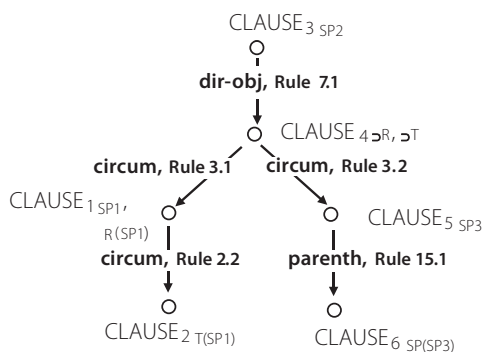 CLAUSE3 SP2
dir-obj, Rule 7.1
CLAUSE4 ⊃R, ⊃T
circum, Rule 3.1 circum, Rule 3.2
CLAUSE1 SP1, R(SP1)
CLAUSE5 SP3
circum, Rule 2.2 parenth, Rule 15.1
CLAUSE2 T(SP1)
CLAUSE6 SP(SP3)